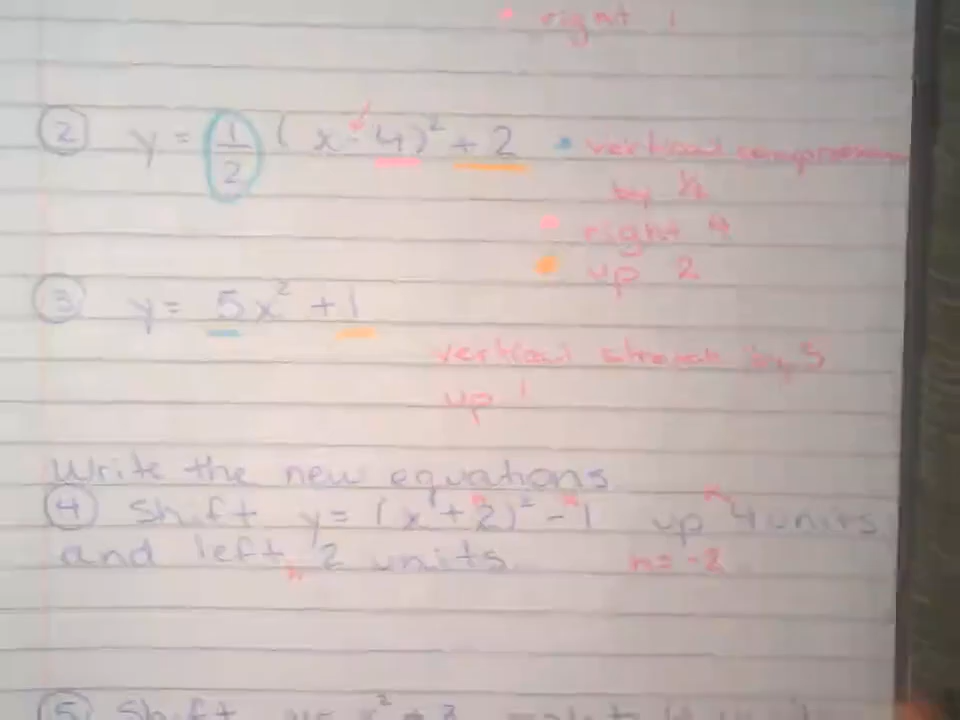 right 1
② y = 1/2 (x - 4)² + 2 • vertical compression
by 1/2
• right 4
• up 2
③ y = 5x² + 1
vertical stretch by 5
up 1
Write the new equations
④ Shift y = (x + 2)² - 1 up 4 units
and left 2 units h = -2
⑤ Shift